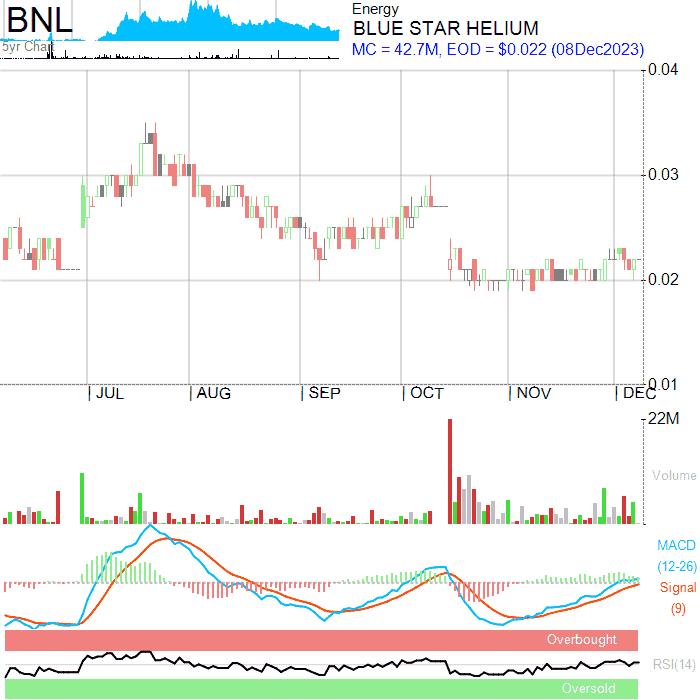 BNL
5yr Chart
Energy
BLUE STAR HELIUM
MC = 42.7M, EOD = $0.022 (08Dec2023)
0.04
0.03
0.02
0.01
JUL AUG SEP OCT NOV DEC
22M
Volume
MACD
(12-26)
Signal
(9)
Overbought
RSI(14)
Oversold